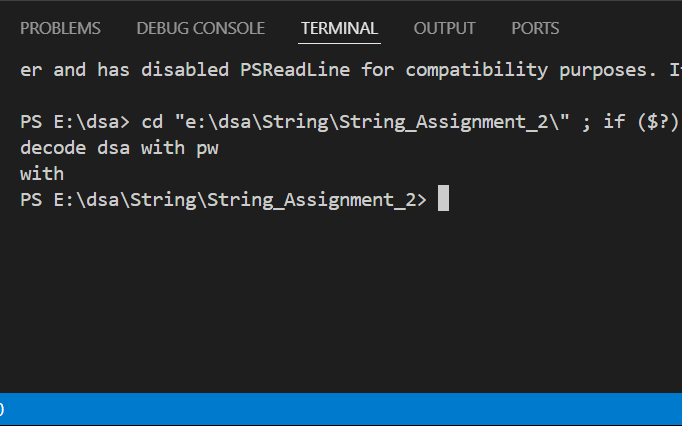 PROBLEMS DEBUG CONSOLE TERMINAL OUTPUT PORTS
er and has disabled PSReadLine for compatibility purposes.
PS E:\dsa> cd "e:\dsa\String\String_Assignment_2\" ; if ($?)
decode dsa with pw
with
PS E:\dsa\String\String_Assignment_2>